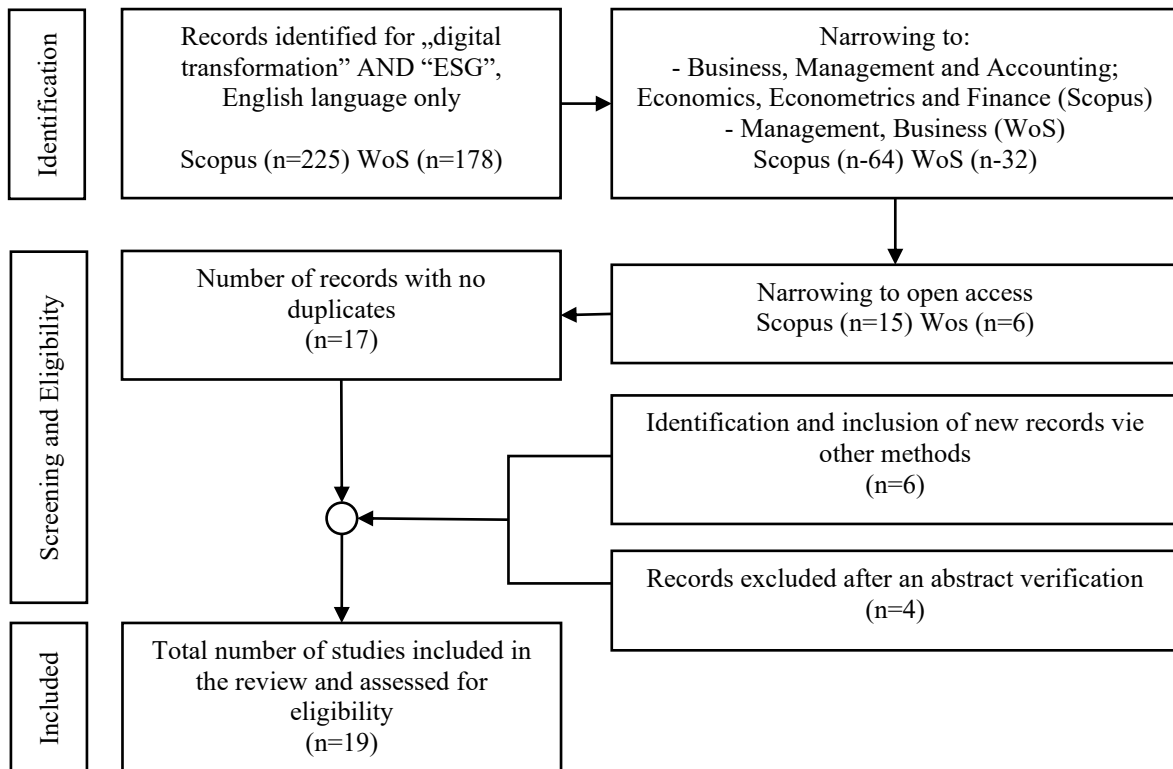 Identification
Records identified for „digital
transformation” AND “ESG”,
English language only
Scopus (n=225) WoS (n=178)
Narrowing to:
- Business, Management and Accounting;
Economics, Econometrics and Finance (Scopus)
- Management, Business (WoS)
Scopus (n-64) WoS (n-32)
Screening and Eligibility
Number of records with no
duplicates
(n=17)
Narrowing to open access
Scopus (n=15) Wos (n=6)
Identification and inclusion of new records vie
other methods
(n=6)
Records excluded after an abstract verification
(n=4)
Included
Total number of studies included in
the review and assessed for
eligibility
(n=19)